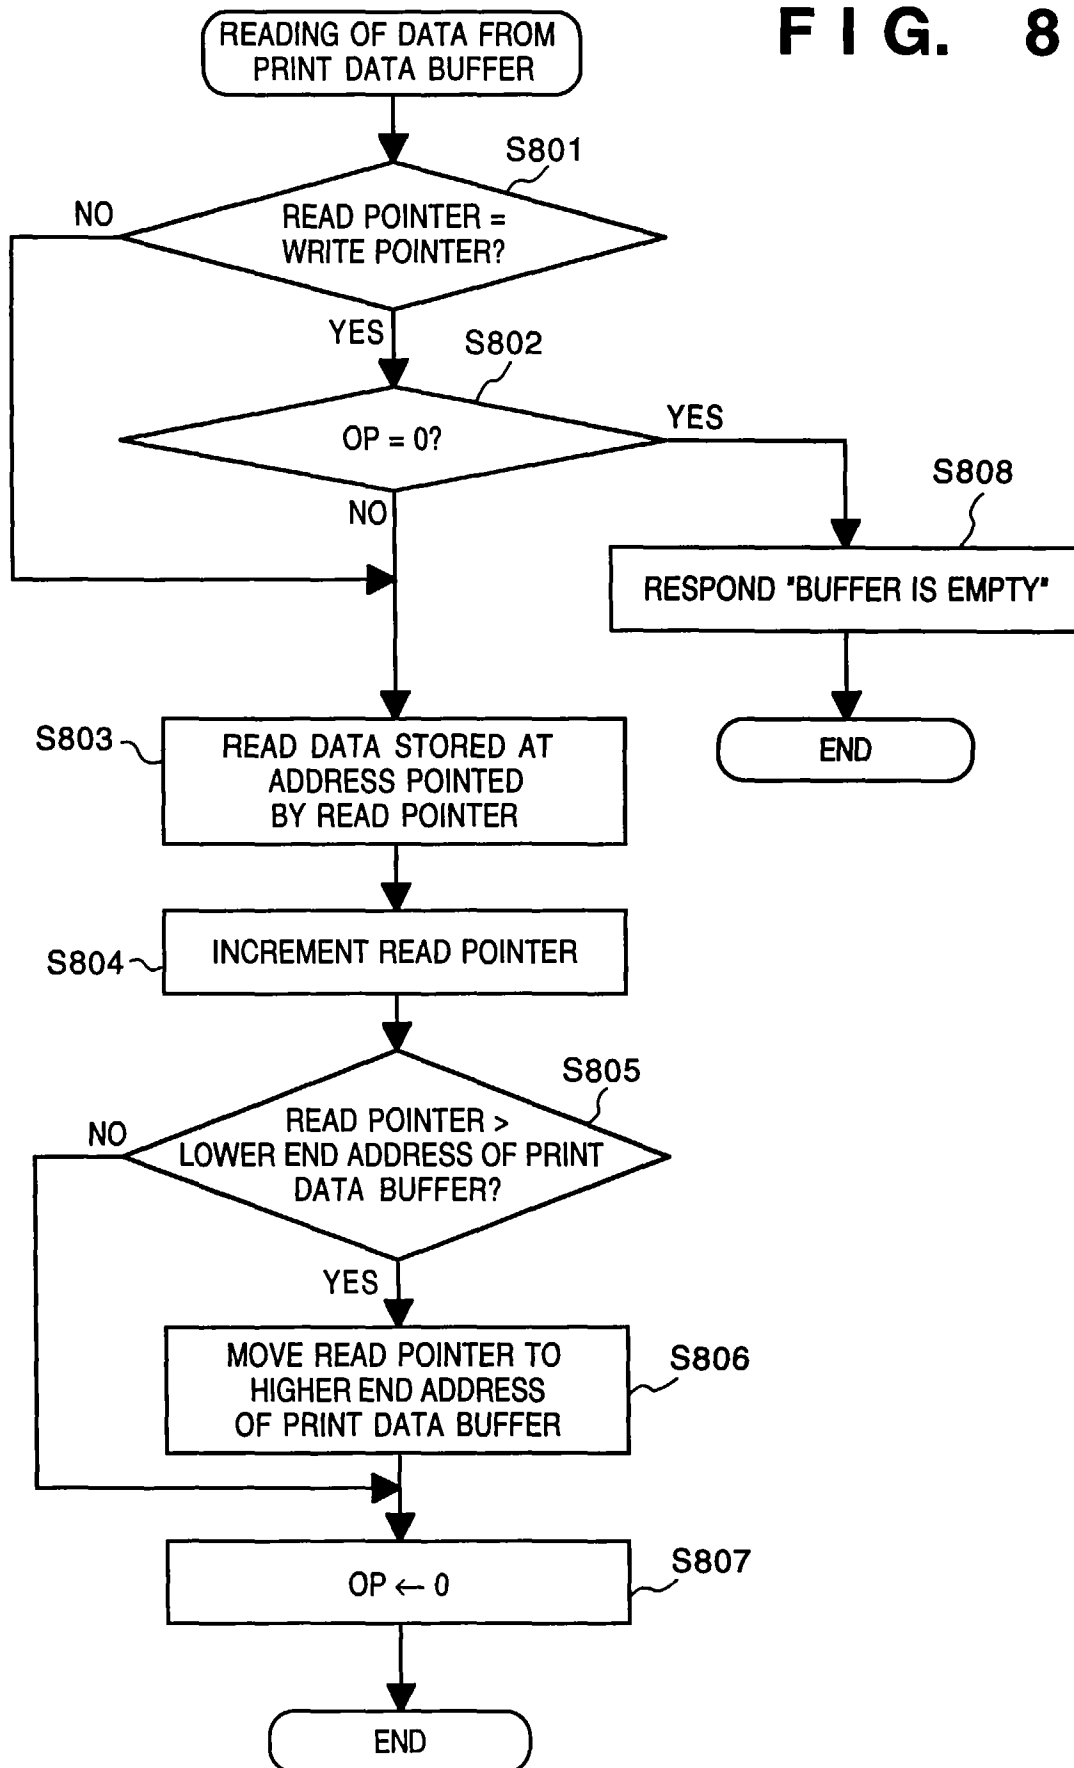 FIG. 8
READING OF DATA FROM
PRINT DATA BUFFER
S801
NO
READ POINTER =
WRITE POINTER?
YES
S802
OP = 0?
YES
NO
S808
RESPOND "BUFFER IS EMPTY"
END
S803
READ DATA STORED AT
ADDRESS POINTED
BY READ POINTER
S804
INCREMENT READ POINTER
S805
NO
READ POINTER >
LOWER END ADDRESS OF PRINT
DATA BUFFER?
YES
MOVE READ POINTER TO
HIGHER END ADDRESS
OF PRINT DATA BUFFER
S806
OP ← 0
S807
END